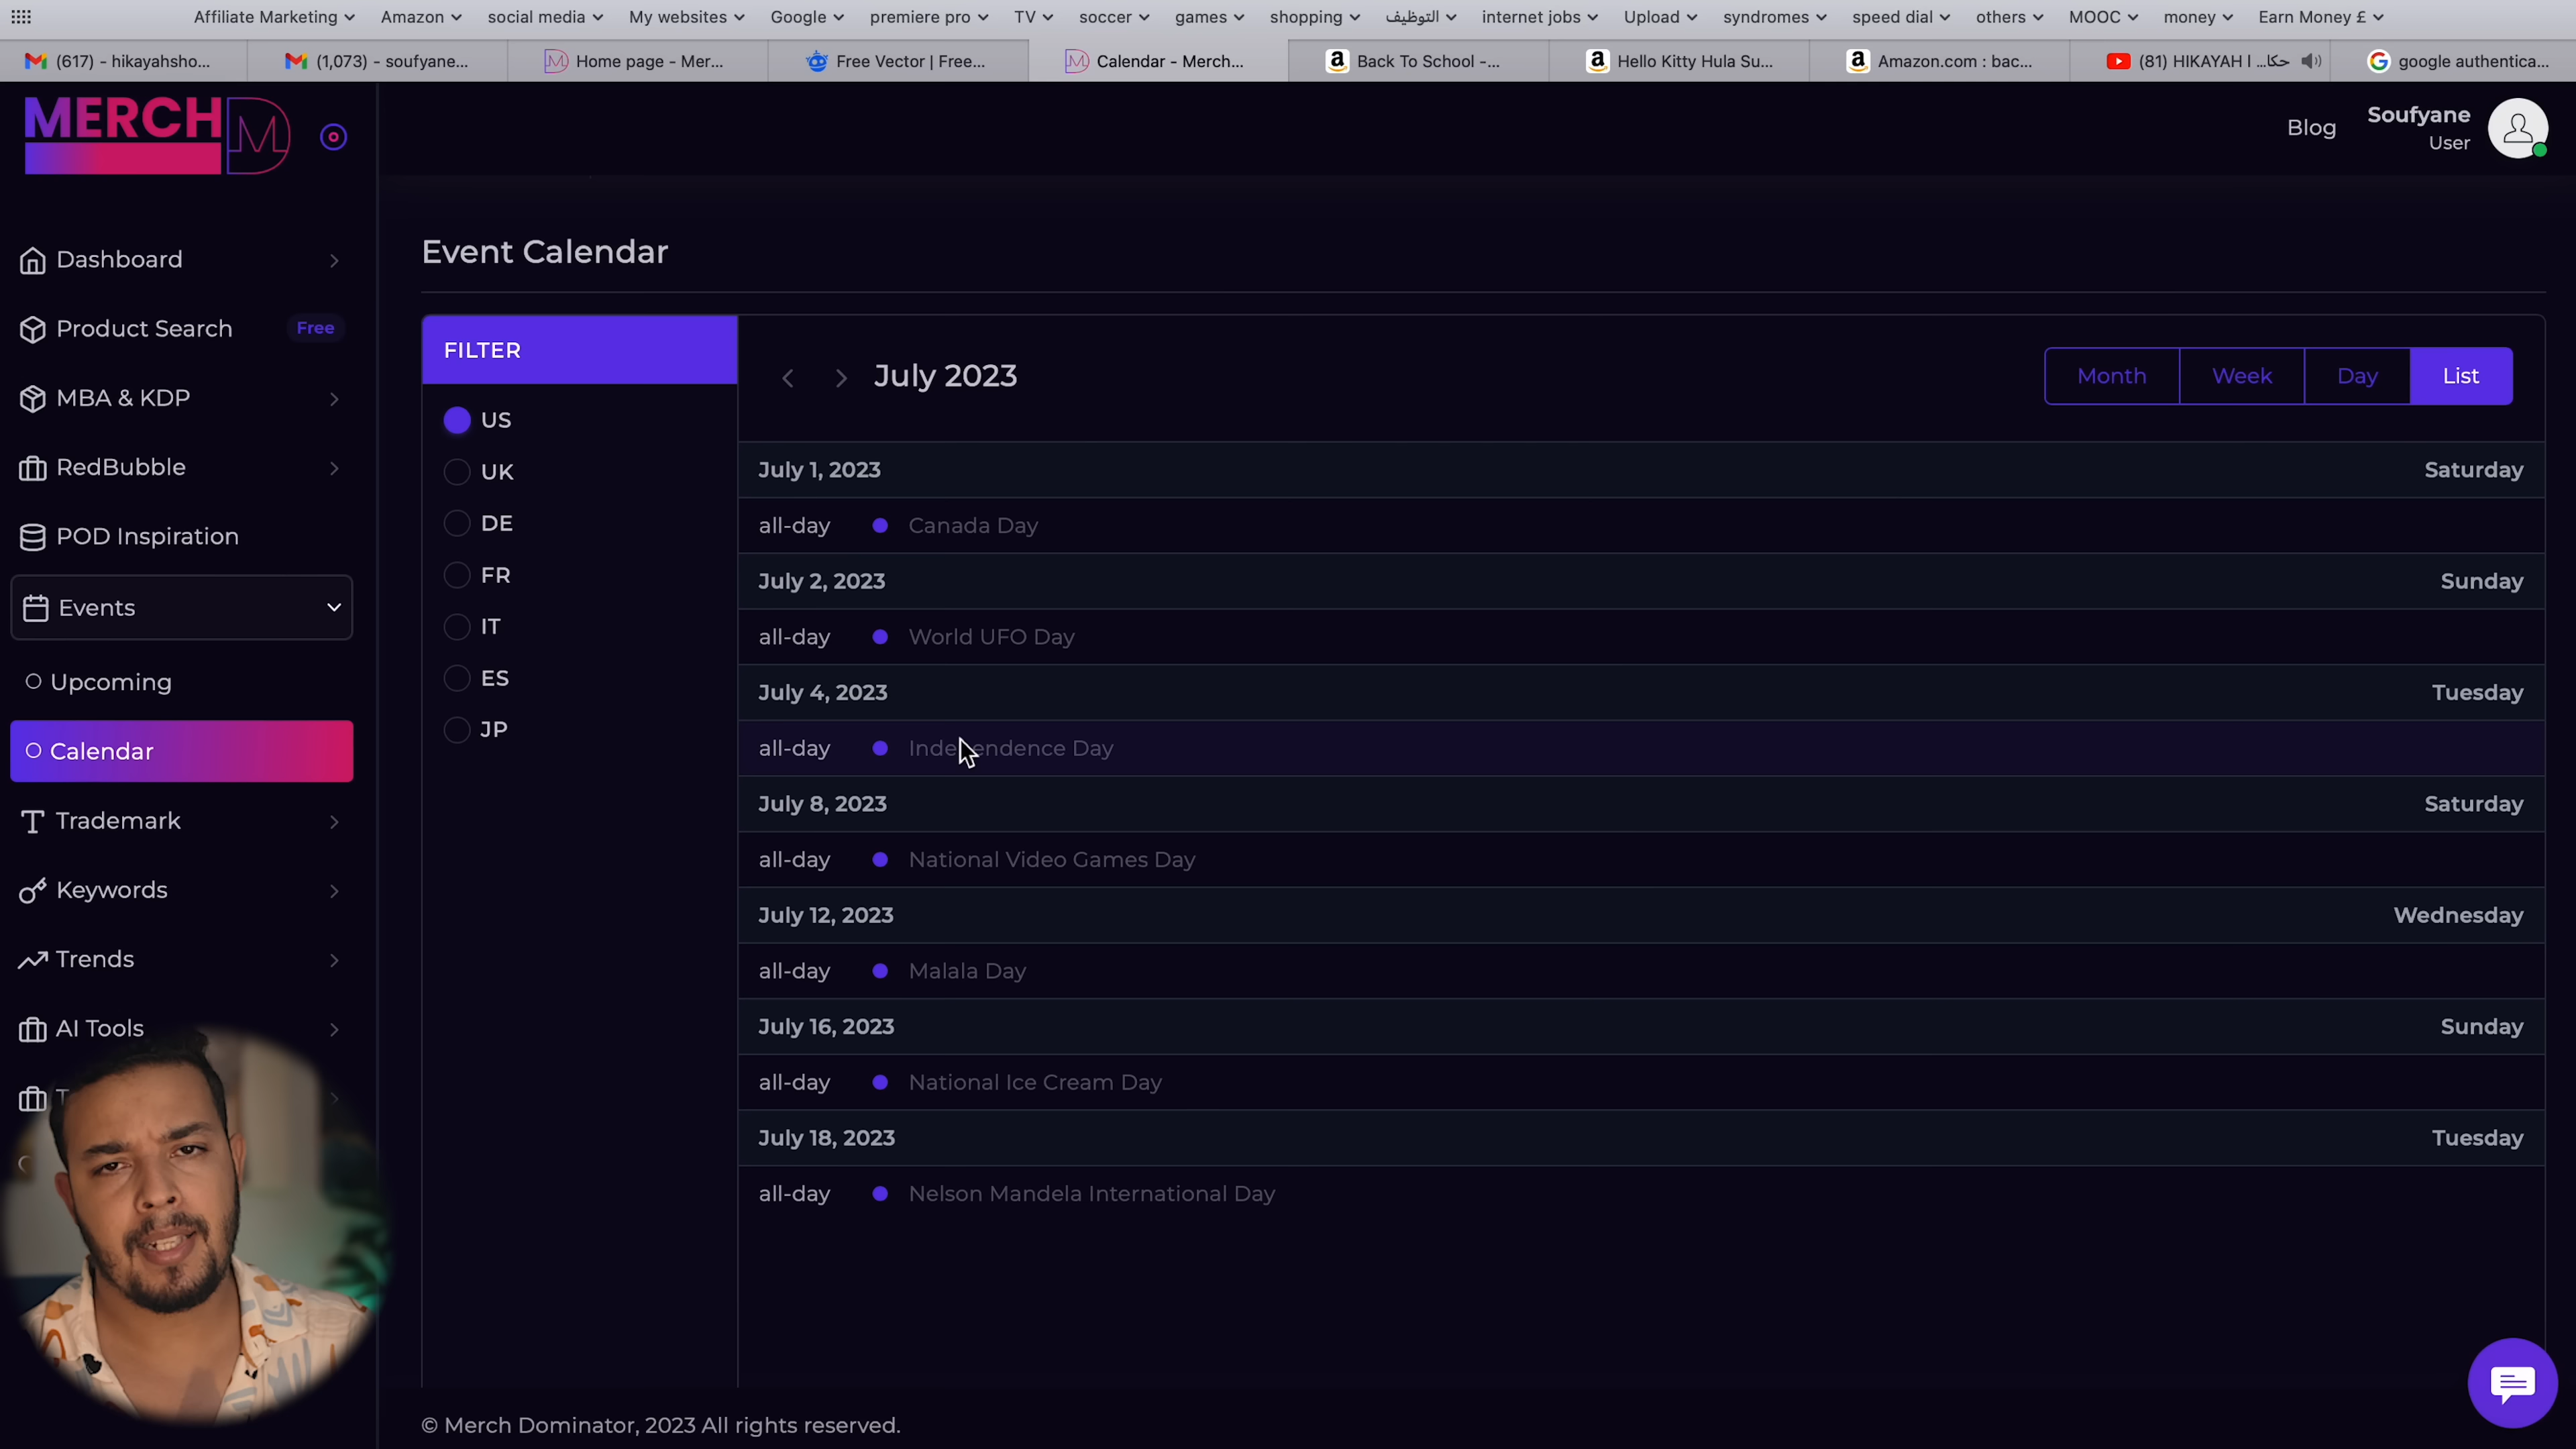 Affiliate Marketing Amazon social media My websites Google premiere pro TV soccer games shopping التوظيف internet jobs Upload syndromes speed dial others MOOC money Earn Money £
(617) - hikayahsho...
(1,073) - soufyane...
Home page - Mer...
Free Vector | Free...
Calendar - Merch...
Back To School -...
Hello Kitty Hula Su...
Amazon.com : bac...
(81) HIKAYAH I ...حكا
google authentica...
MERCH
Blog
Soufyane
User
Dashboard
Product Search Free
MBA & KDP
RedBubble
POD Inspiration
Events
Upcoming
Calendar
Trademark
Keywords
Trends
AI Tools
T
Event Calendar
FILTER
US
UK
DE
FR
IT
ES
JP
July 2023
Month Week Day List
July 1, 2023 Saturday
all-day Canada Day
July 2, 2023 Sunday
all-day World UFO Day
July 4, 2023 Tuesday
all-day Independence Day
July 8, 2023 Saturday
all-day National Video Games Day
July 12, 2023 Wednesday
all-day Malala Day
July 16, 2023 Sunday
all-day National Ice Cream Day
July 18, 2023 Tuesday
all-day Nelson Mandela International Day
© Merch Dominator, 2023 All rights reserved.